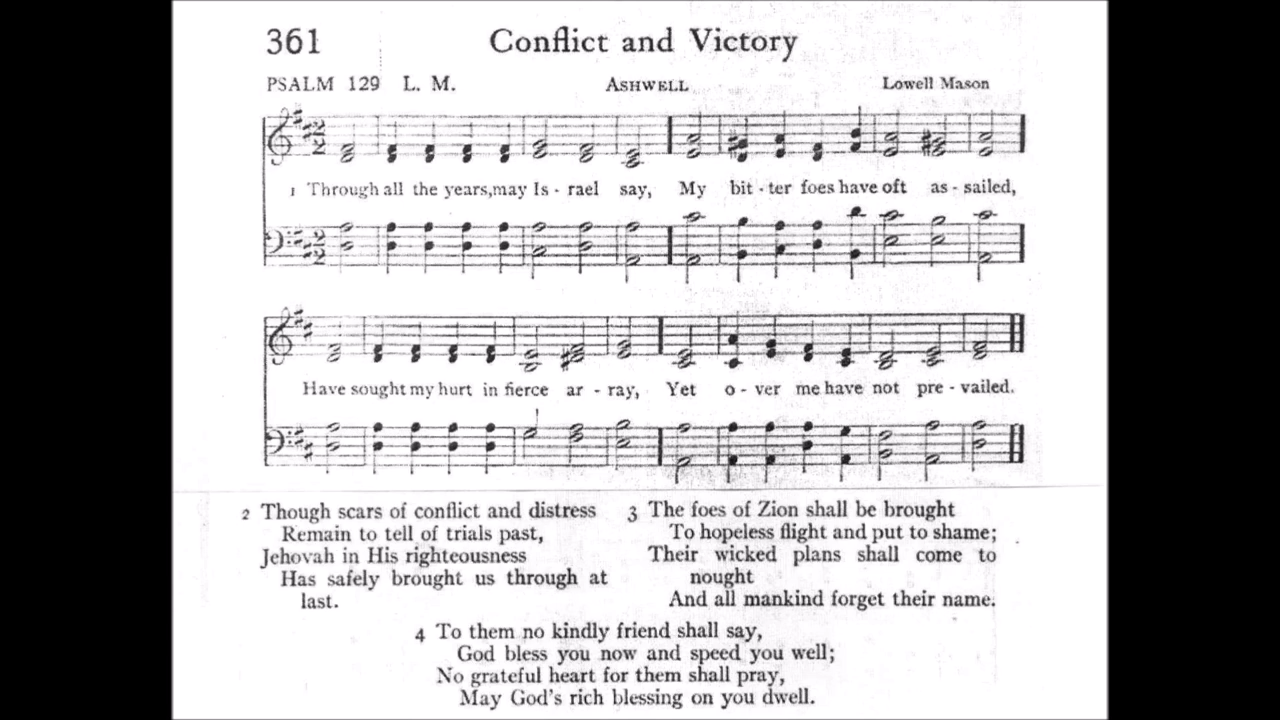 361 Conflict and Victory
PSALM 129 L. M. ASHWELL Lowell Mason
1 Through all the years, may Is - rael say, My bit - ter foes have oft as - sailed,
Have sought my hurt in fierce ar - ray, Yet o - ver me have not pre - vailed.
2 Though scars of conflict and distress
Remain to tell of trials past,
Jehovah in His righteousness
Has safely brought us through at
last.
3 The foes of Zion shall be brought
To hopeless flight and put to shame;
Their wicked plans shall come to
nought
And all mankind forget their name.
4 To them no kindly friend shall say,
God bless you now and speed you well;
No grateful heart for them shall pray,
May God's rich blessing on you dwell.